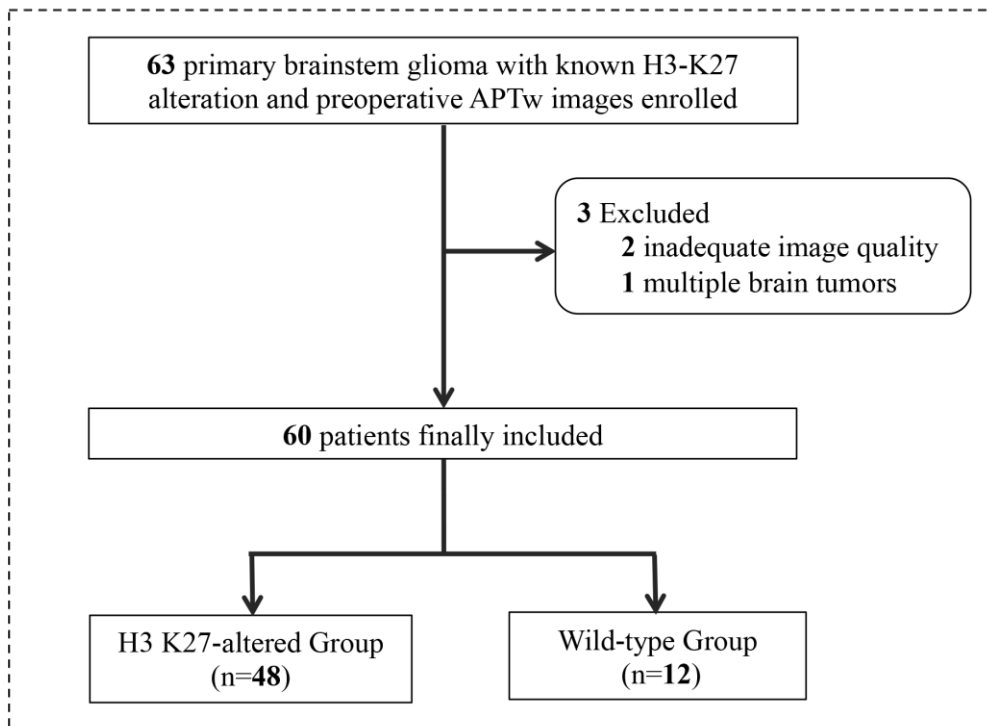 63 primary brainstem glioma with known H3-K27
alteration and preoperative APTw images enrolled
3 Excluded
2 inadequate image quality
1 multiple brain tumors
60 patients finally included
H3 K27-altered Group
(n=48)
Wild-type Group
(n=12)